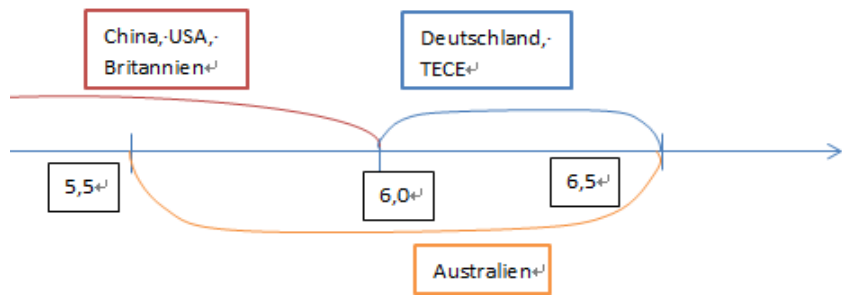 China, USA,
Britannien
Deutschland,
TECE
5,5
6,0
6,5
Australien